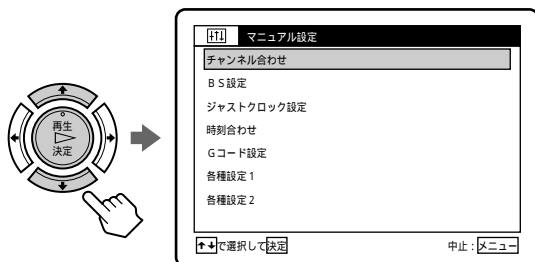 再生
決定
マニュアル設定
チャンネル合わせ
BS設定
ジャストクロック設定
時刻合わせ
Gコード設定
各種設定1
各種設定2
で選択して決定 中止:メニュー